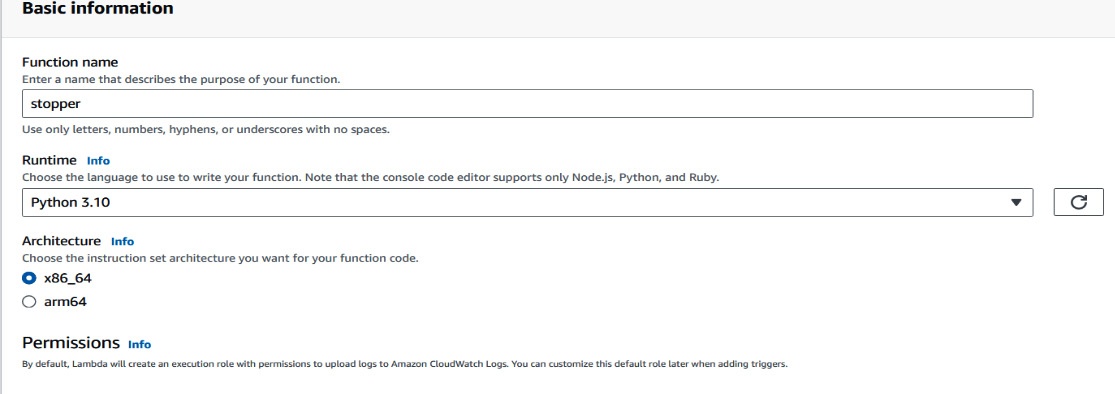 Basic information
Function name
Enter a name that describes the purpose of your function.
stopper
Use only letters, numbers, hyphens, or underscores with no spaces.
Runtime Info
Choose the language to use to write your function. Note that the console code editor supports only Node.js, Python, and Ruby.
Python 3.10
Architecture Info
Choose the instruction set architecture you want for your function code.
x86_64
arm64
Permissions Info
By default, Lambda will create an execution role with permissions to upload logs to Amazon CloudWatch Logs. You can customize this default role later when adding triggers.